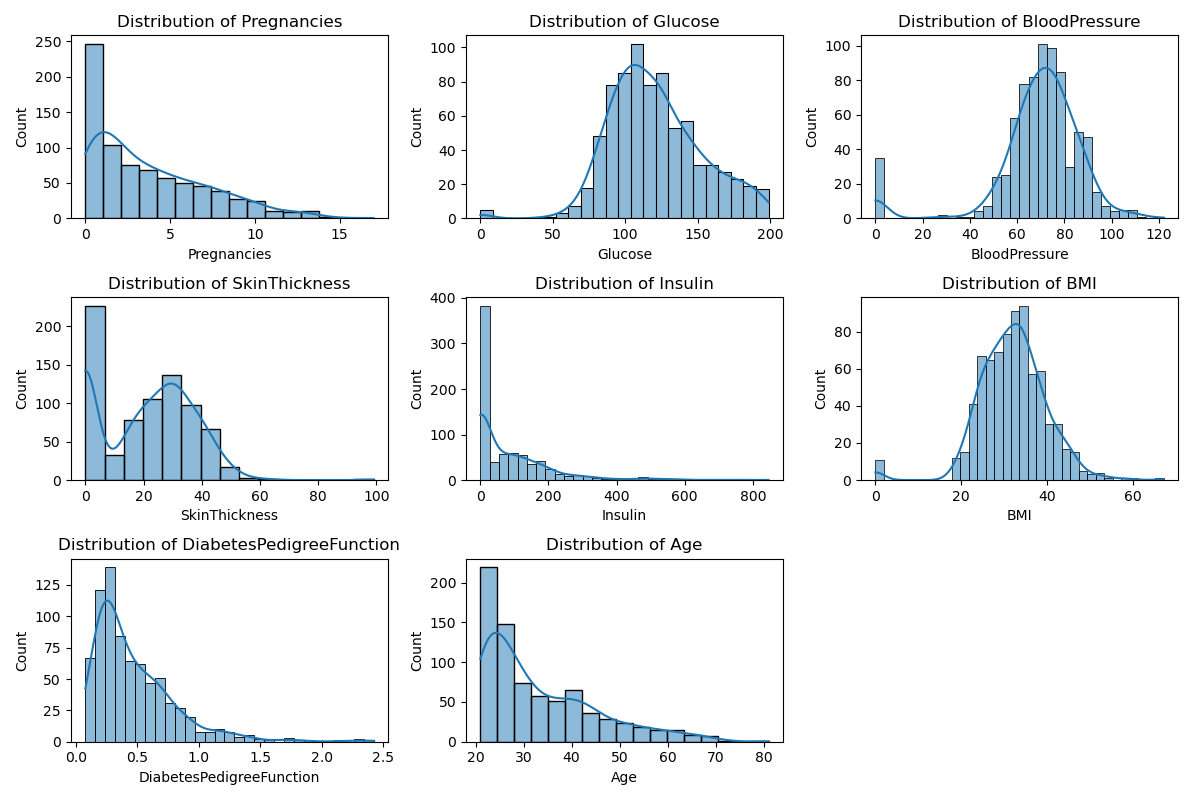 Distribution of Pregnancies
250
200
150
100
50
0
Count
0 5 10 15
Pregnancies
Distribution of Glucose
100
80
60
40
20
0
Count
0 50 100 150 200
Glucose
Distribution of BloodPressure
100
80
60
40
20
0
Count
0 20 40 60 80 100 120
BloodPressure
Distribution of SkinThickness
200
150
100
50
0
Count
0 20 40 60 80 100
SkinThickness
Distribution of Insulin
400
300
200
100
0
Count
0 200 400 600 800
Insulin
Distribution of BMI
80
60
40
20
0
Count
0 20 40 60
BMI
Distribution of DiabetesPedigreeFunction
125
100
75
50
25
0
Count
0.0 0.5 1.0 1.5 2.0 2.5
DiabetesPedigreeFunction
Distribution of Age
200
150
100
50
0
Count
20 30 40 50 60 70 80
Age